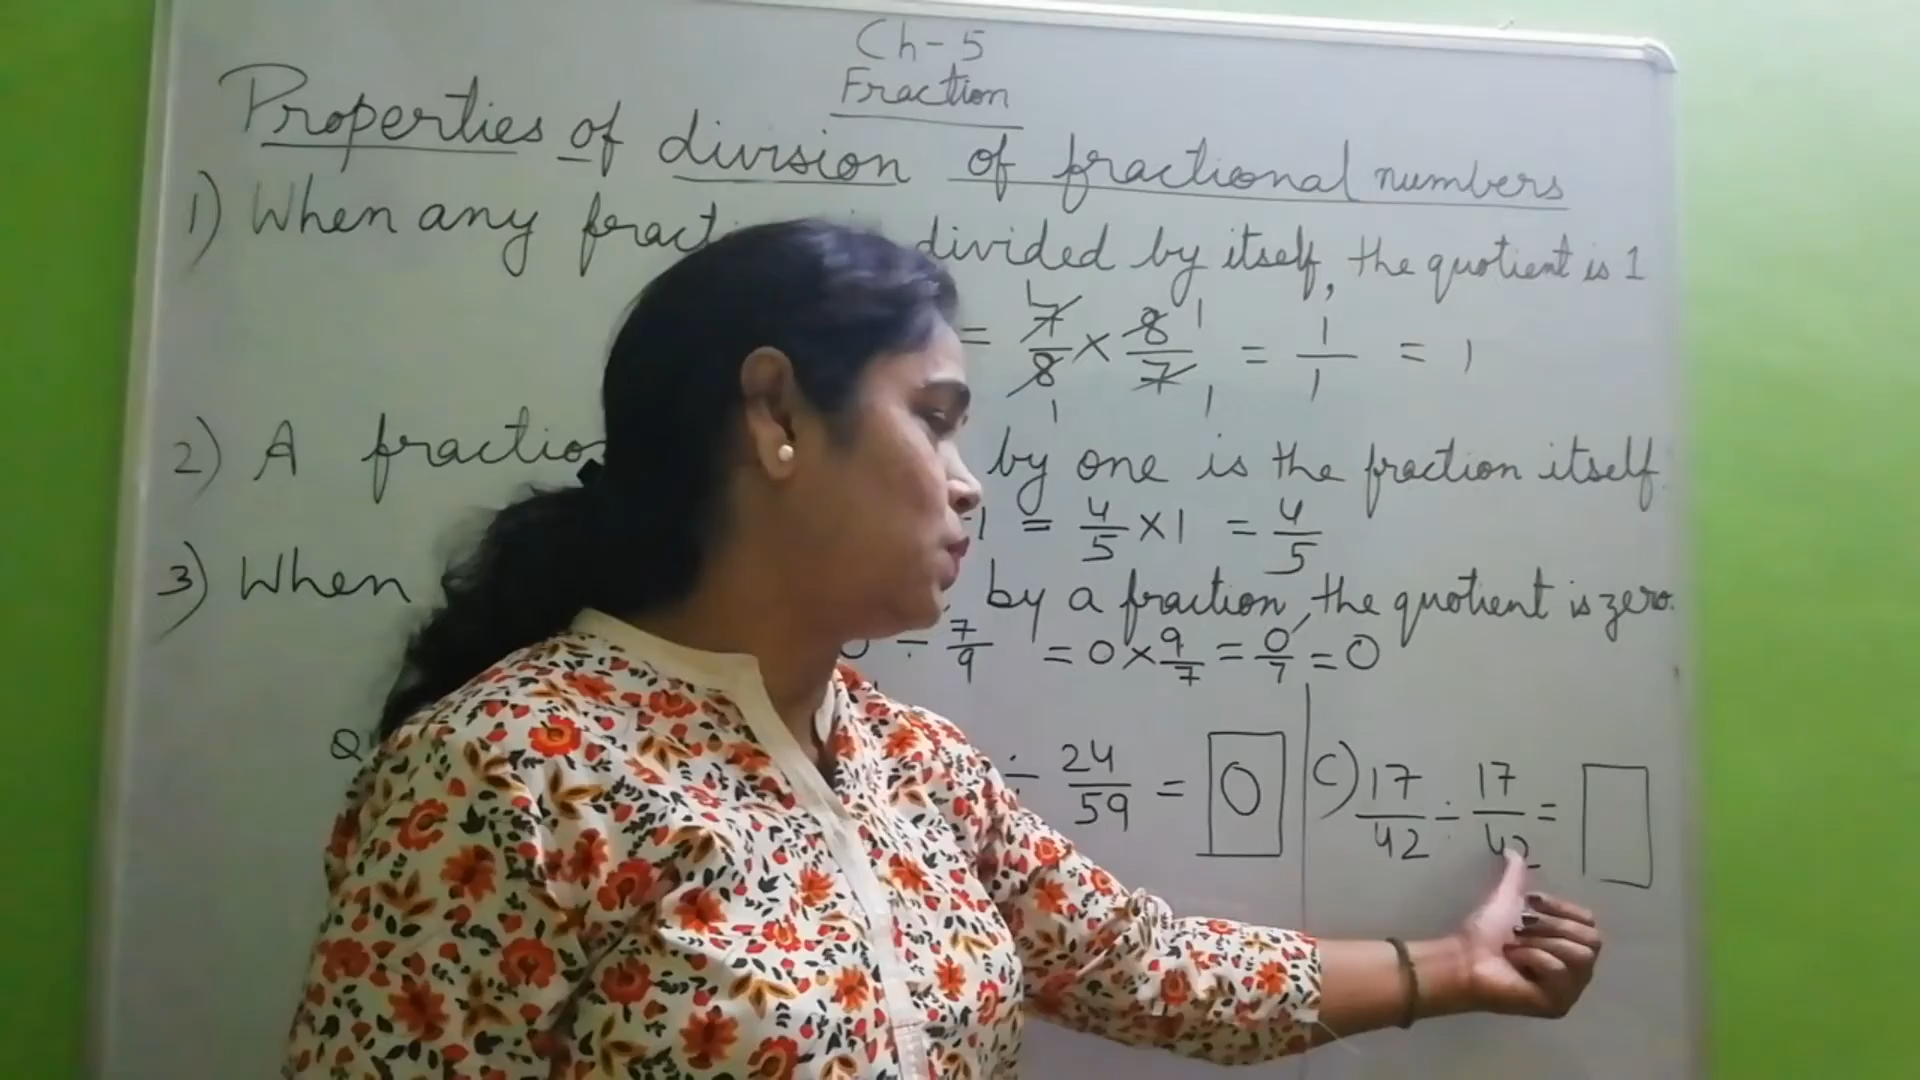 Ch-5
Fraction
Properties of division of fractional numbers
1) When any fract divided by itself, the quotient is 1
= 7/8 × 8/7 = 1/1 = 1
2) A fractio by one is the fraction itself.
1 = 4/5 × 1 = 4/5
3) When by a fraction, the quotient is zero.
0 ÷ 7/9 = 0 × 9/7 = 0/7 = 0
Q ÷ 24/59 = 0 C) 17/42 ÷ 17/42 =